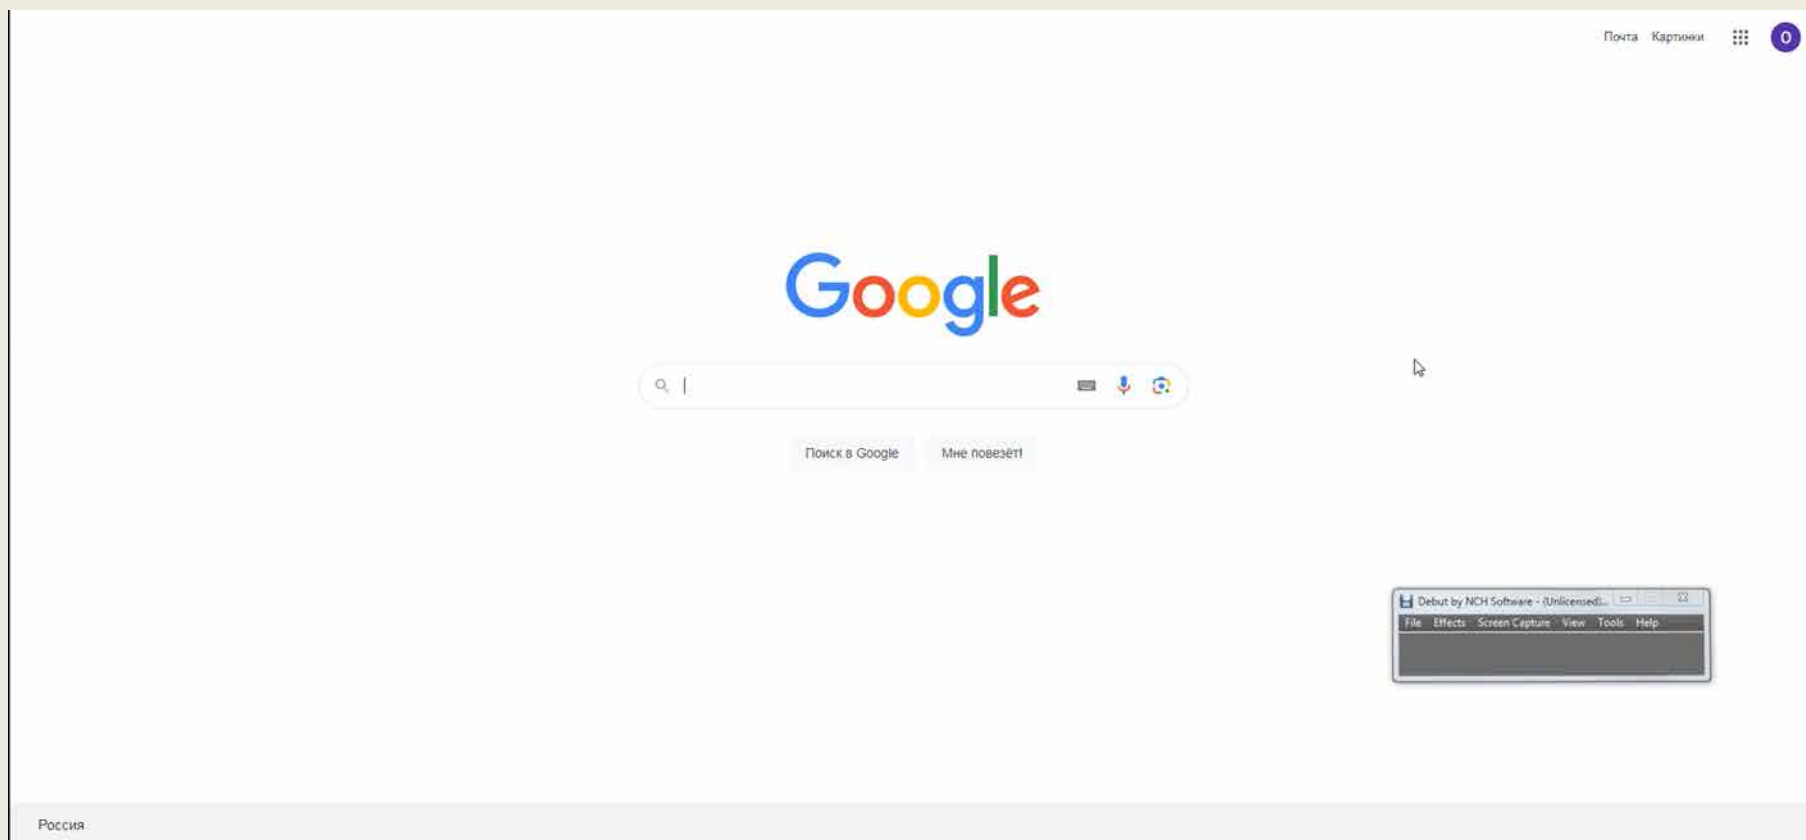 Почта Картинки
O
Google
Поиск в Google Мне повезёт!
Debut by NCH Software - (Unlicensed)...
File Effects Screen Capture View Tools Help
Россия